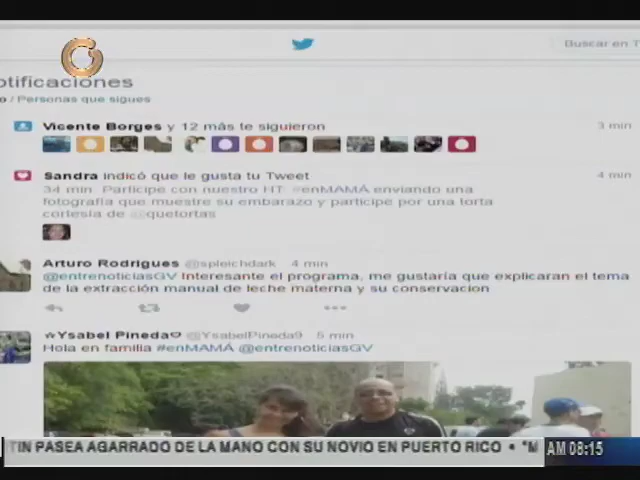 Buscar en T
otificaciones
o / Personas que sigues
Vicente Borges y 12 más te siguieron
3 min
Sandra indicó que le gusta tu Tweet
4 min
34 min Participe con nuestro HT: #enMAMÁ enviando una
fotografía que muestre su embarazo y participe por una torta
cortesía de @quetortas
Arturo Rodrigues @spleichdark 4 min
@entrenoticiasGV Interesante el programa, me gustaría que explicaran el tema
de la extracción manual de leche materna y su conservacion
☆Ysabel Pineda♡ @YsabelPineda9 5 min
Hola en familia #enMAMÁ @entrenoticiasGV
TIN PASEA AGARRADO DE LA MANO CON SU NOVIO EN PUERTO RICO • "M
AM 08:15